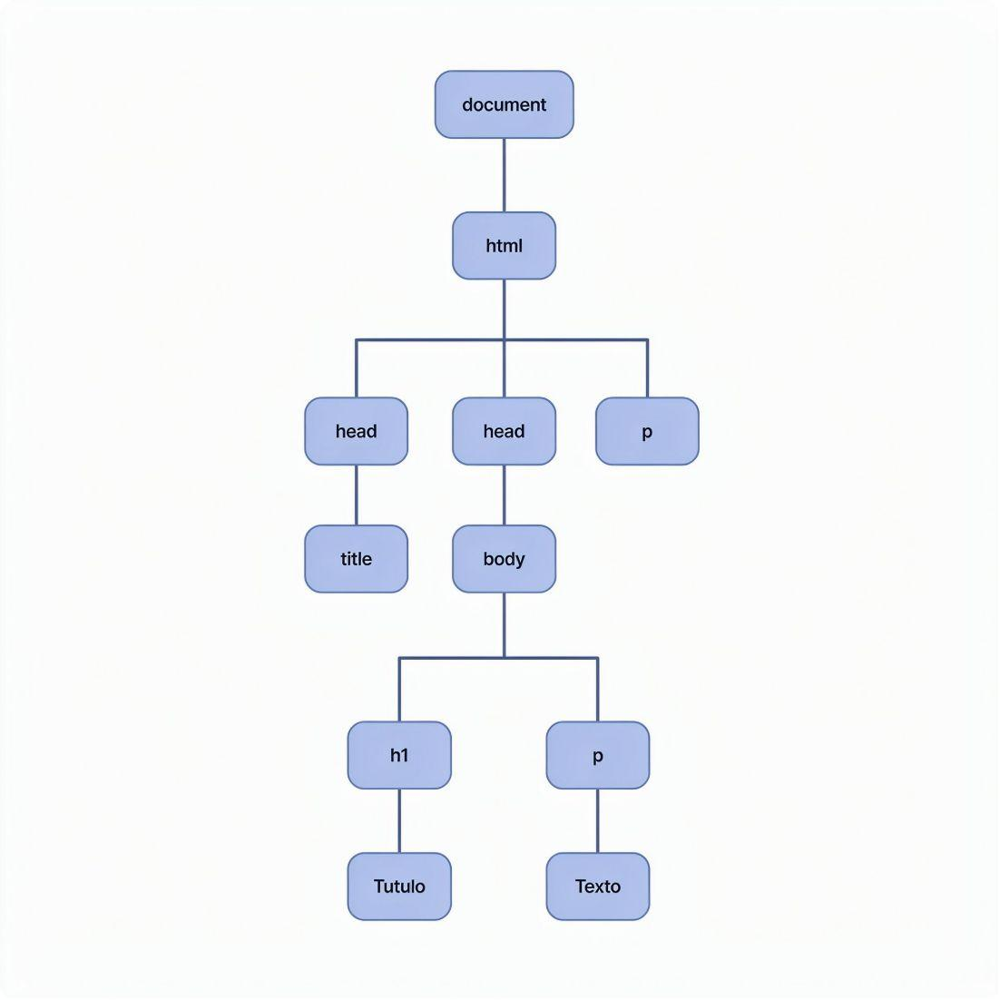 document
html
head
head
p
title
body
h1
p
Tutulo
Texto